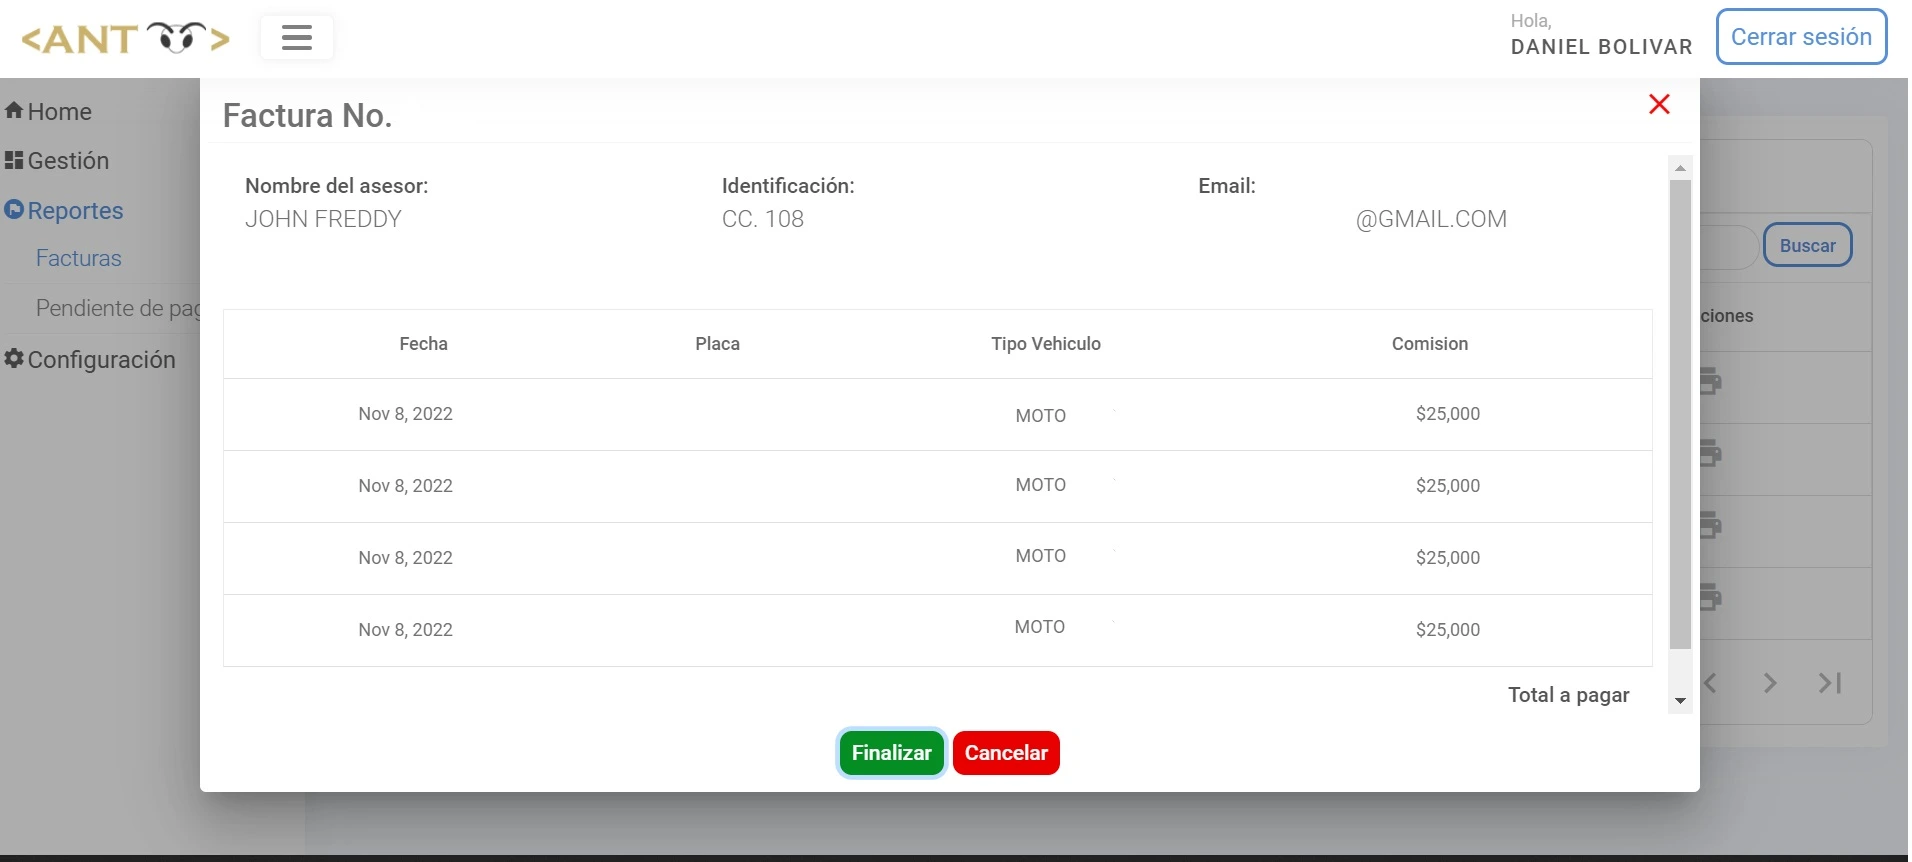 <ANT>
Hola,
DANIEL BOLIVAR
Cerrar sesión
Home
Gestión
Reportes
Facturas
Pendiente de
Configuración
Factura No.
Nombre del asesor: Identificación: Email:
JOHN FREDDY CC. 108 @GMAIL.COM
Fecha Placa Tipo Vehiculo Comision
Nov 8, 2022 MOTO $25,000
Nov 8, 2022 MOTO $25,000
Nov 8, 2022 MOTO $25,000
Nov 8, 2022 MOTO $25,000
Total a pagar
Finalizar Cancelar
Buscar
ciones